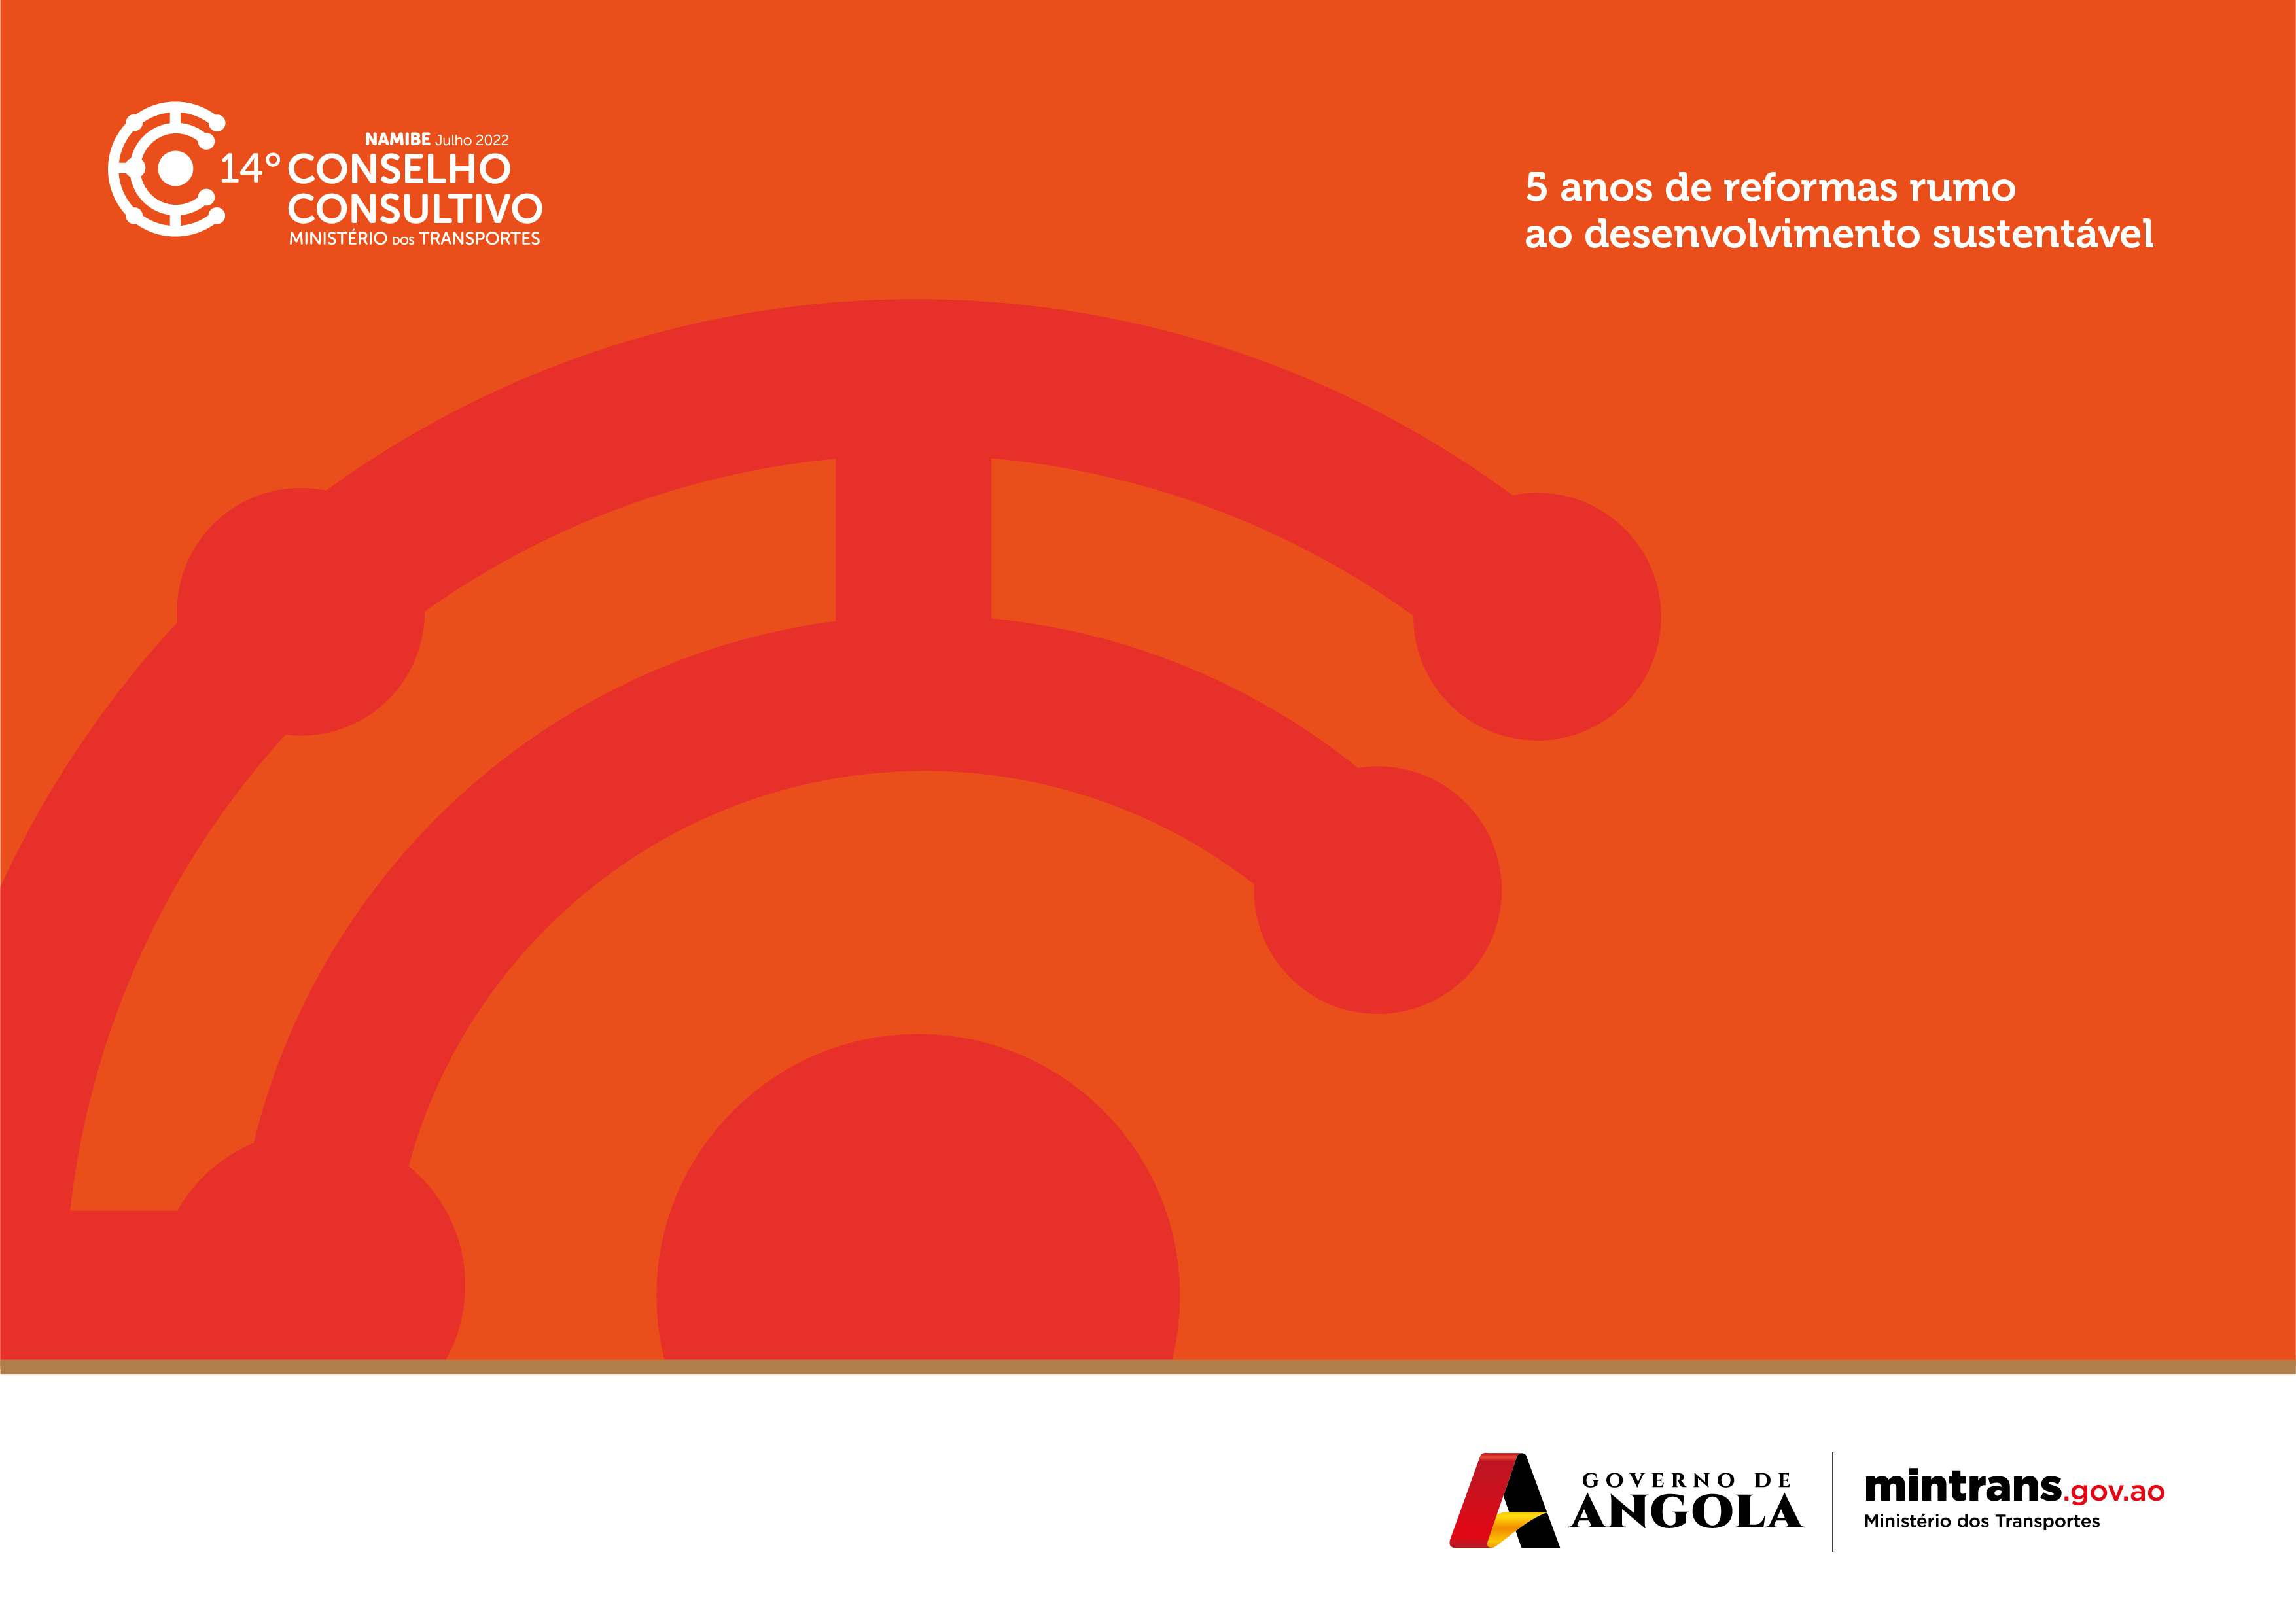 NAMIBE Julho 2022
14° CONSELHO
CONSULTIVO
MINISTÉRIO DOS TRANSPORTES
5 anos de reformas rumo
ao desenvolvimento sustentável
GOVERNO DE
ANGOLA
mintrans.gov.ao
Ministério dos Transportes